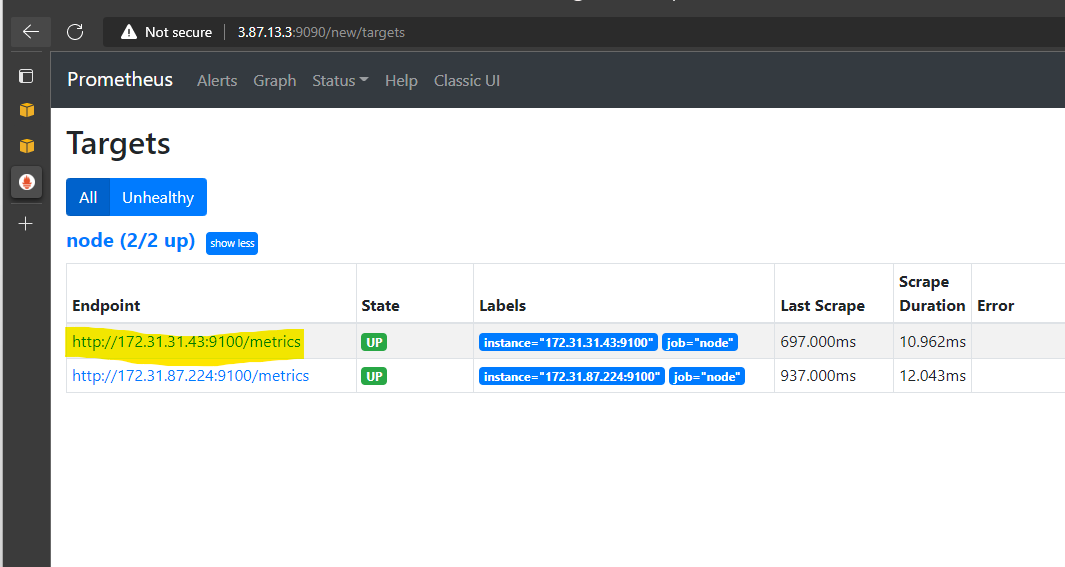 Not secure 3.87.13.3:9090/new/targets
Prometheus Alerts Graph Status Help Classic UI
Targets
All Unhealthy
node (2/2 up) show less
Endpoint State Labels Last Scrape Scrape Duration Error
http://172.31.31.43:9100/metrics UP instance="172.31.31.43:9100" job="node" 697.000ms 10.962ms
http://172.31.87.224:9100/metrics UP instance="172.31.87.224:9100" job="node" 937.000ms 12.043ms